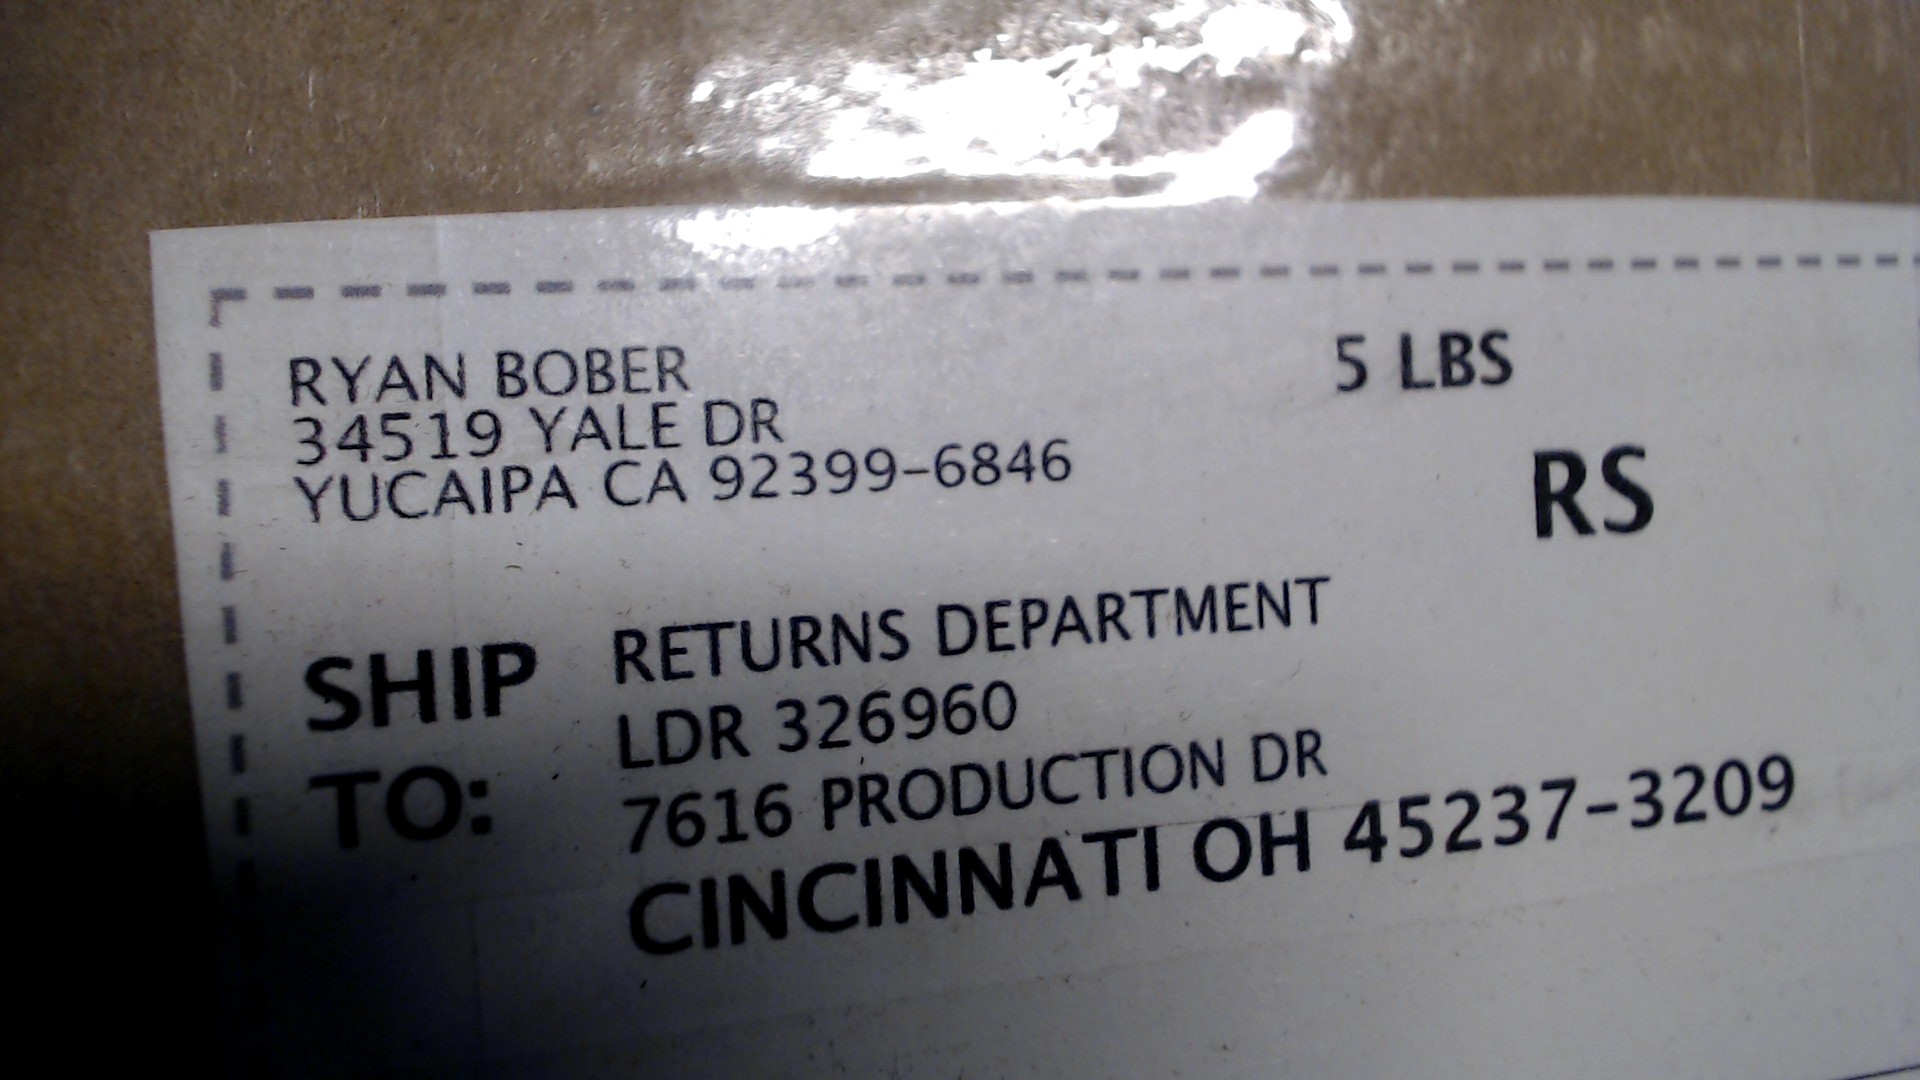 RYAN BOBER
34519 YALE DR
YUCAIPA CA 92399-6846
5 LBS
RS
SHIP TO:
RETURNS DEPARTMENT
LDR 326960
7616 PRODUCTION DR
CINCINNATI OH 45237-3209